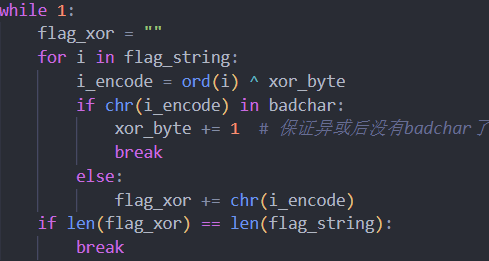 while 1:
    flag_xor = ""
    for i in flag_string:
        i_encode = ord(i) ^ xor_byte
        if chr(i_encode) in badchar:
            xor_byte += 1  # 保证异或后没有badchar了
            break
        else:
            flag_xor += chr(i_encode)
    if len(flag_xor) == len(flag_string):
        break